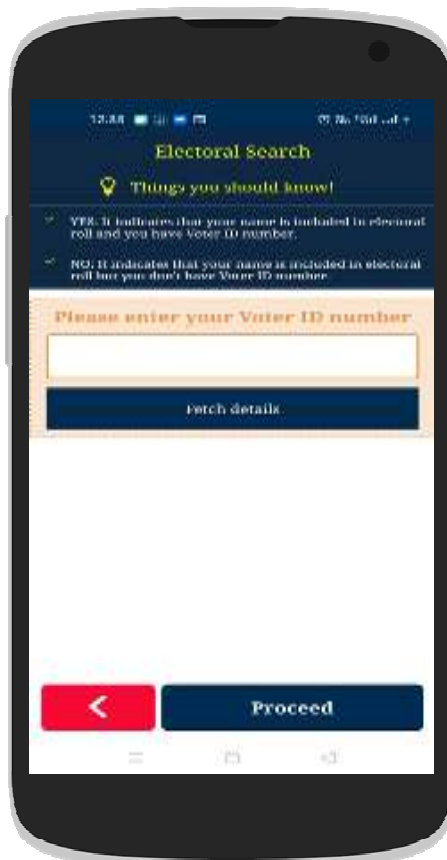 12:33
Electoral Search
Things you should know!
YES: It indicates that your name is included in electoral
roll and you have Voter ID number.
NO: It indicates that your name is included in electoral
roll but you don't have Voter ID number
Please enter your Voter ID number
Fetch details
Proceed